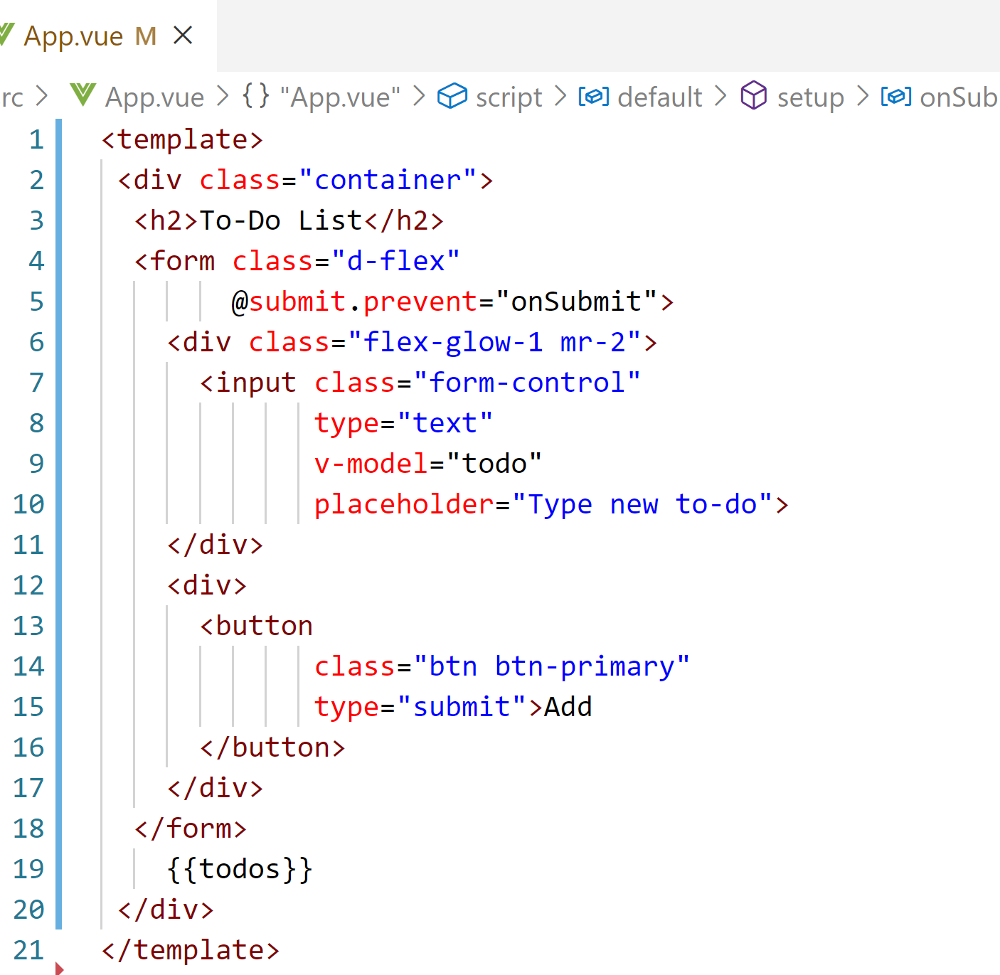 App.vue M
rc > App.vue > {} "App.vue" > script > default > setup > onSub
1 <template>
2 <div class="container">
3 <h2>To-Do List</h2>
4 <form class="d-flex"
5 @submit.prevent="onSubmit">
6 <div class="flex-glow-1 mr-2">
7 <input class="form-control"
8 type="text"
9 v-model="todo"
10 placeholder="Type new to-do">
11 </div>
12 <div>
13 <button
14 class="btn btn-primary"
15 type="submit">Add
16 </button>
17 </div>
18 </form>
19 {{todos}}
20 </div>
21 </template>